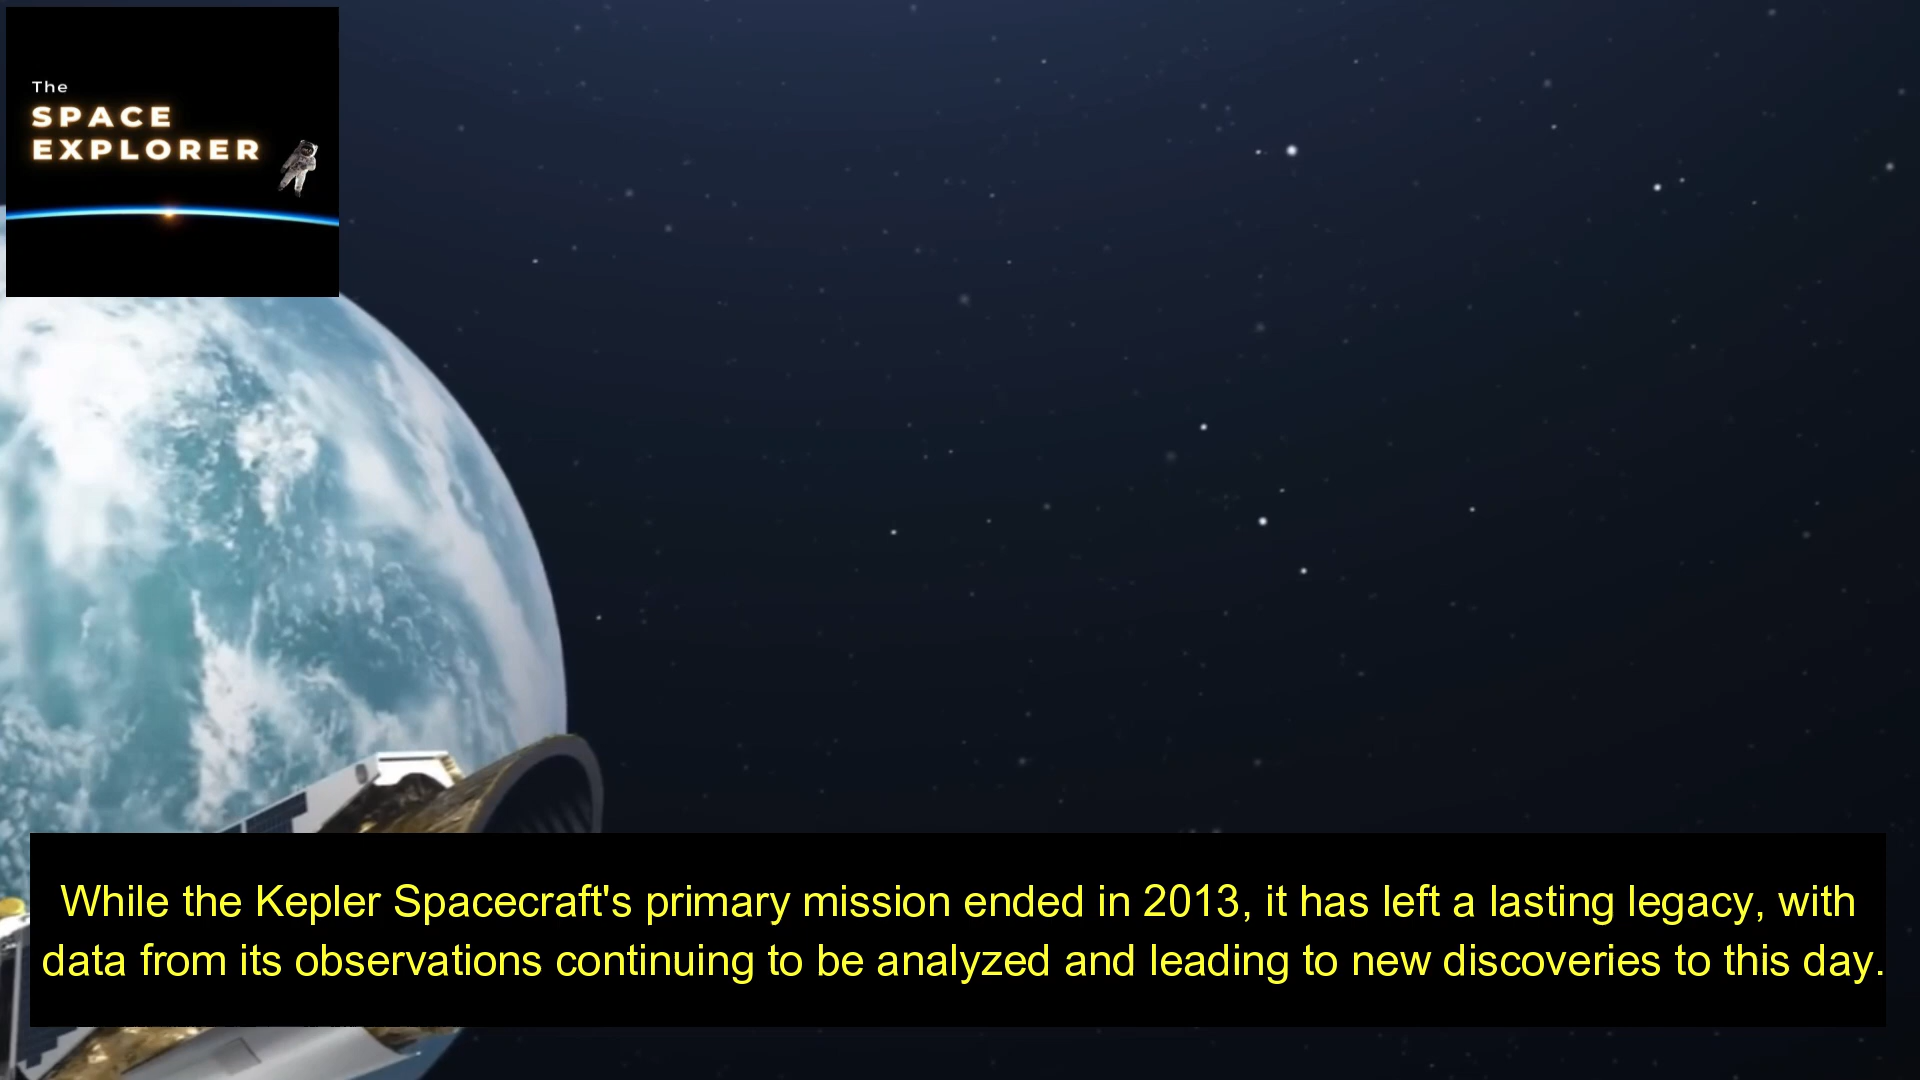 The
SPACE
EXPLORER
While the Kepler Spacecraft's primary mission ended in 2013, it has left a lasting legacy, with
data from its observations continuing to be analyzed and leading to new discoveries to this day.